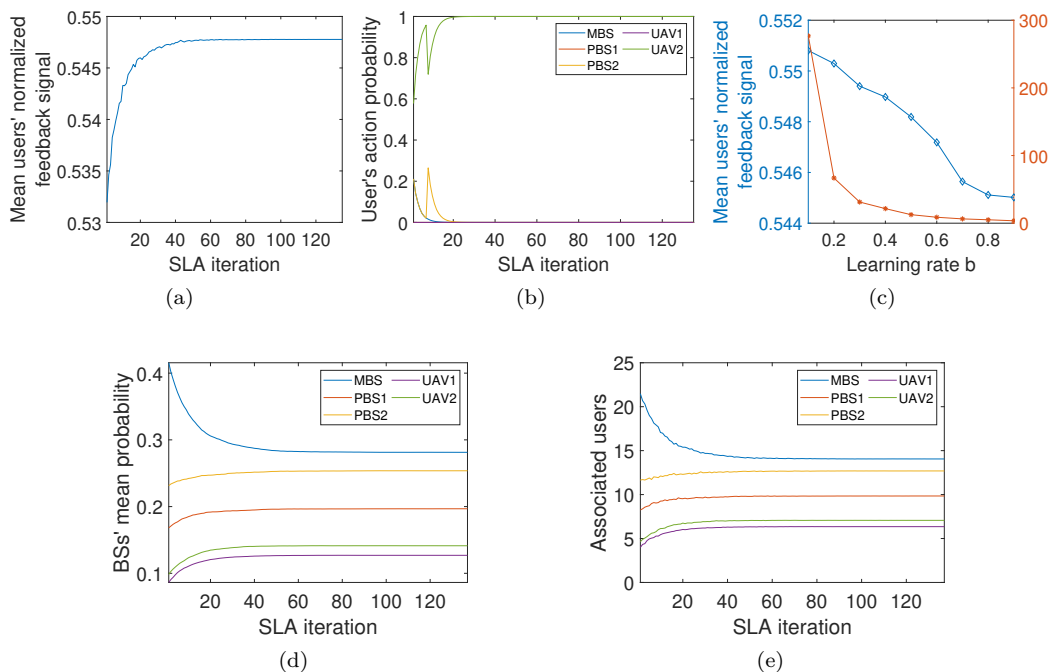 0.55
0.545
0.54
0.535
0.53
Mean users' normalized
feedback signal
20 40 60 80 100 120
SLA iteration
(a)
1
0.8
0.6
0.4
0.2
0
User's action probability
MBS UAV1
PBS1 UAV2
PBS2
20 40 60 80 100 120
SLA iteration
(b)
0.552
0.55
0.548
0.546
0.544
Mean users' normalized
feedback signal
300
200
100
0
0.2 0.4 0.6 0.8
Learning rate b
(c)
0.4
0.3
0.2
0.1
BSs' mean probability
MBS UAV1
PBS1 UAV2
PBS2
20 40 60 80 100 120
SLA iteration
(d)
25
20
15
10
5
0
Associated users
MBS UAV1
PBS1 UAV2
PBS2
20 40 60 80 100 120
SLA iteration
(e)